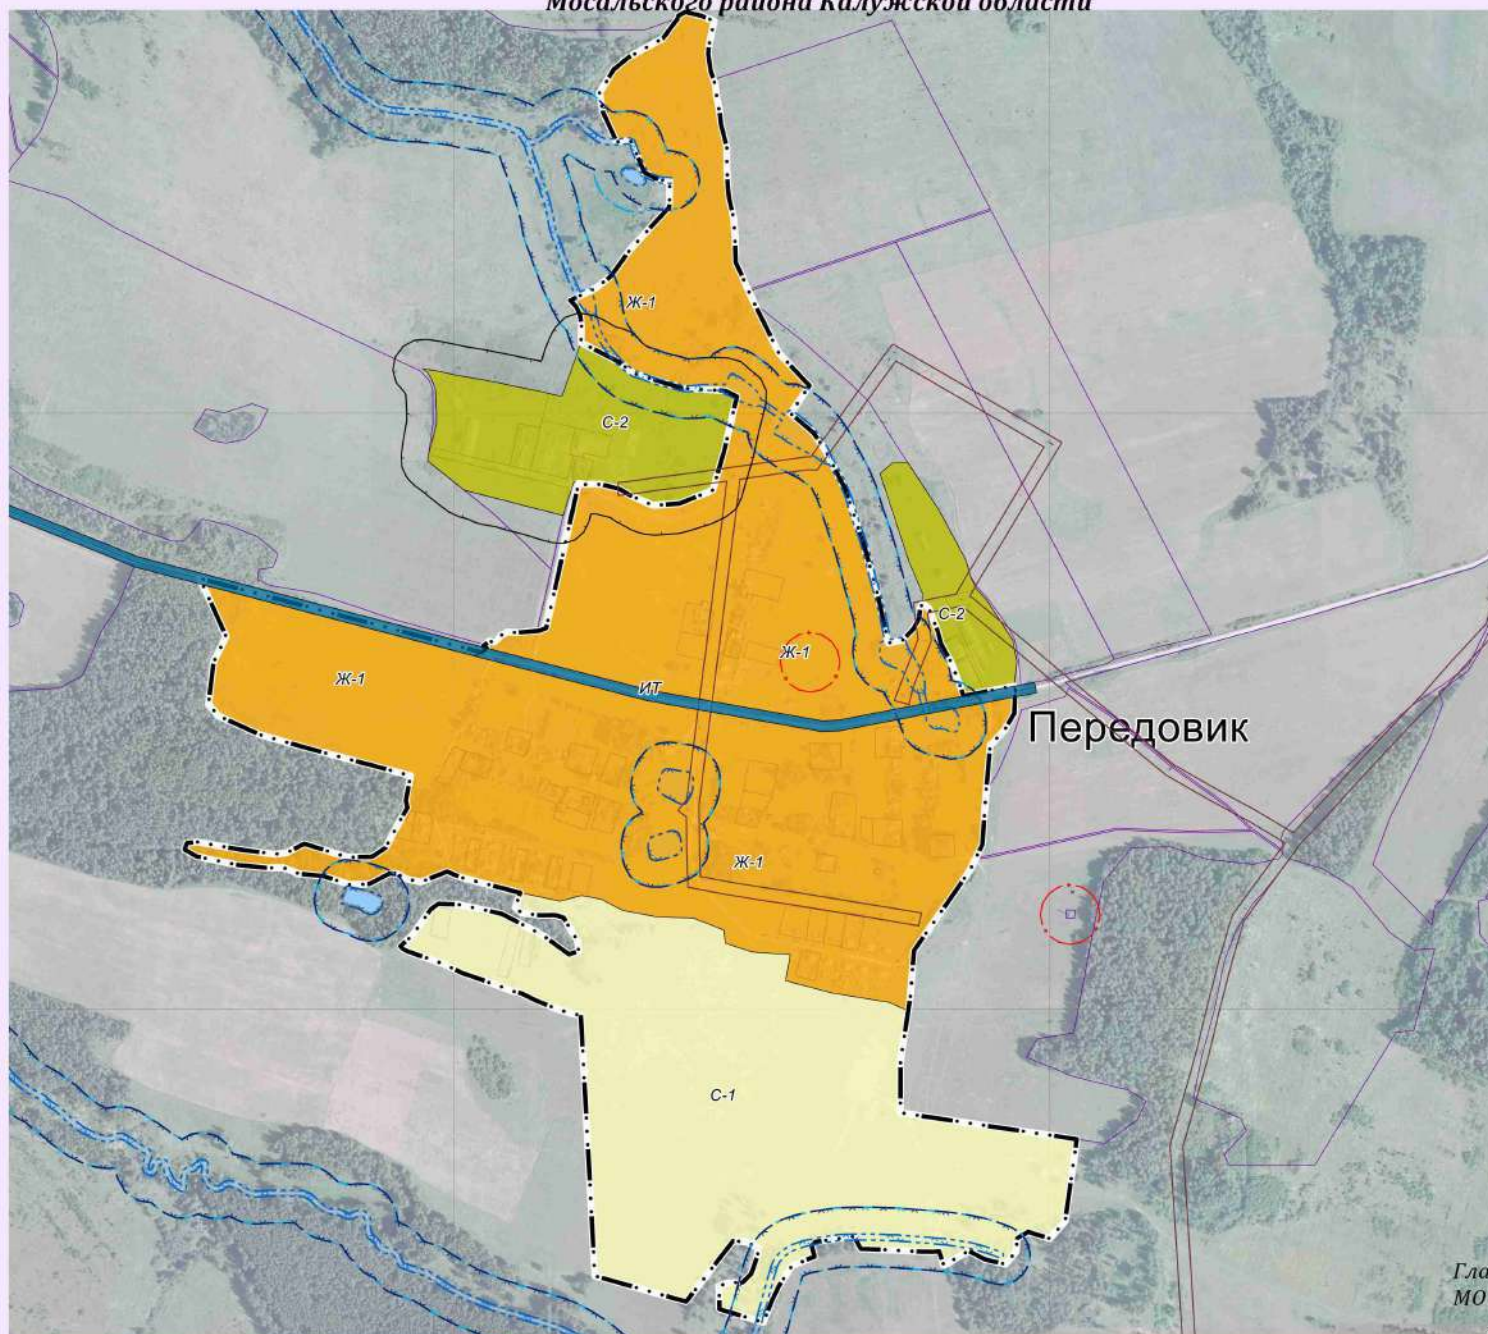 Мосальского района Калужской области
Ж-1
С-2
С-2
Ж-1
Ж-1
ИТ
Передовик
Ж-1
С-1
Гла
МО